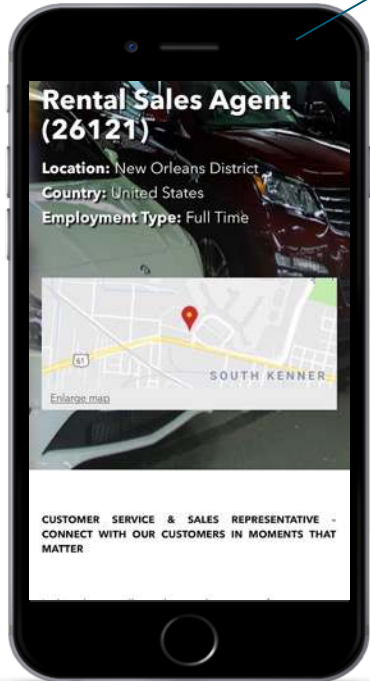 Rental Sales Agent
(26121)
Location: New Orleans District
Country: United States
Employment Type: Full Time
61
SOUTH KENNER
Enlarge map
CUSTOMER SERVICE & SALES REPRESENTATIVE -
CONNECT WITH OUR CUSTOMERS IN MOMENTS THAT
MATTER